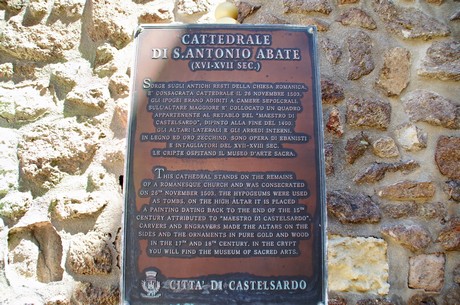 CATTEDRALE
DI S.ANTONIO ABATE
(XVI-XVII SEC.)
SORGE SUGLI ANTICHI RESTI DELLA CHIESA ROMANICA,
E' CONSACRATA CATTEDRALE IL 26 NOVEMBRE 1503.
GLI IPOGEI ERANO ADIBITI A CAMERE SEPOLCRALI.
SULL'ALTARE MAGGIORE E' COLLOCATO UN QUADRO
APPARTENENTE AL RETABLO DEL "MAESTRO DI
CASTELSARDO", DIPINTO ALLA FINE DEL 1400.
GLI ALTARI LATERALI E GLI ARREDI INTERNI,
IN LEGNO ED ORO ZECCHINO, SONO OPERA DI EBANISTI
E INTAGLIATORI DEL XVII-XVIII SEC.
LE CRIPTE OSPITANO IL MUSEO D'ARTE SACRA.
THIS CATHEDRAL STANDS ON THE REMAINS
OF A ROMANESQUE CHURCH AND WAS CONSECRATED
ON 26TH NOVEMBER 1503. THE HYPOGEUMS WERE USED
AS TOMBS. ON THE HIGH ALTAR IT IS PLACED
A PAINTING DATING BACK TO THE END OF THE 15TH
CENTURY ATTRIBUTED TO "MAESTRO DI CASTELSARDO".
CARVERS AND ENGRAVERS MADE THE ALTARS ON THE
SIDES AND THE ORNAMENTS IN PURE GOLD AND WOOD
IN THE 17TH AND 18TH CENTURY. IN THE CRYPT
YOU WILL FIND THE MUSEUM OF SACRED ARTS.
CITTA' DI CASTELSARDO